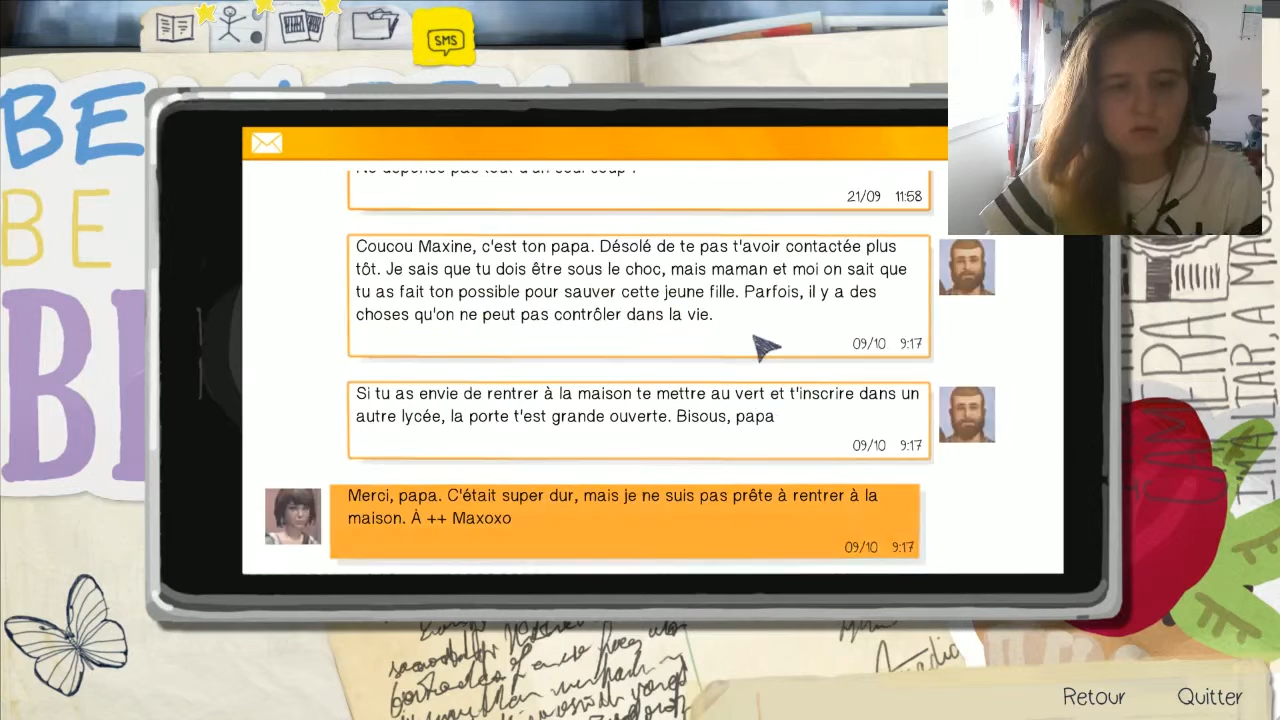 SMS
BE
BE
BE
21/09 11:58
Coucou Maxine, c'est ton papa. Désolé de te pas t'avoir contactée plus
tôt. Je sais que tu dois être sous le choc, mais maman et moi on sait que
tu as fait ton possible pour sauver cette jeune fille. Parfois, il y a des
choses qu'on ne peut pas contrôler dans la vie.
09/10 9:17
Si tu as envie de rentrer à la maison te mettre au vert et t'inscrire dans un
autre lycée, la porte t'est grande ouverte. Bisous, papa
09/10 9:17
Merci, papa. C'était super dur, mais je ne suis pas prête à rentrer à la
maison. À ++ Maxoxo
09/10 9:17
Retour Quitter